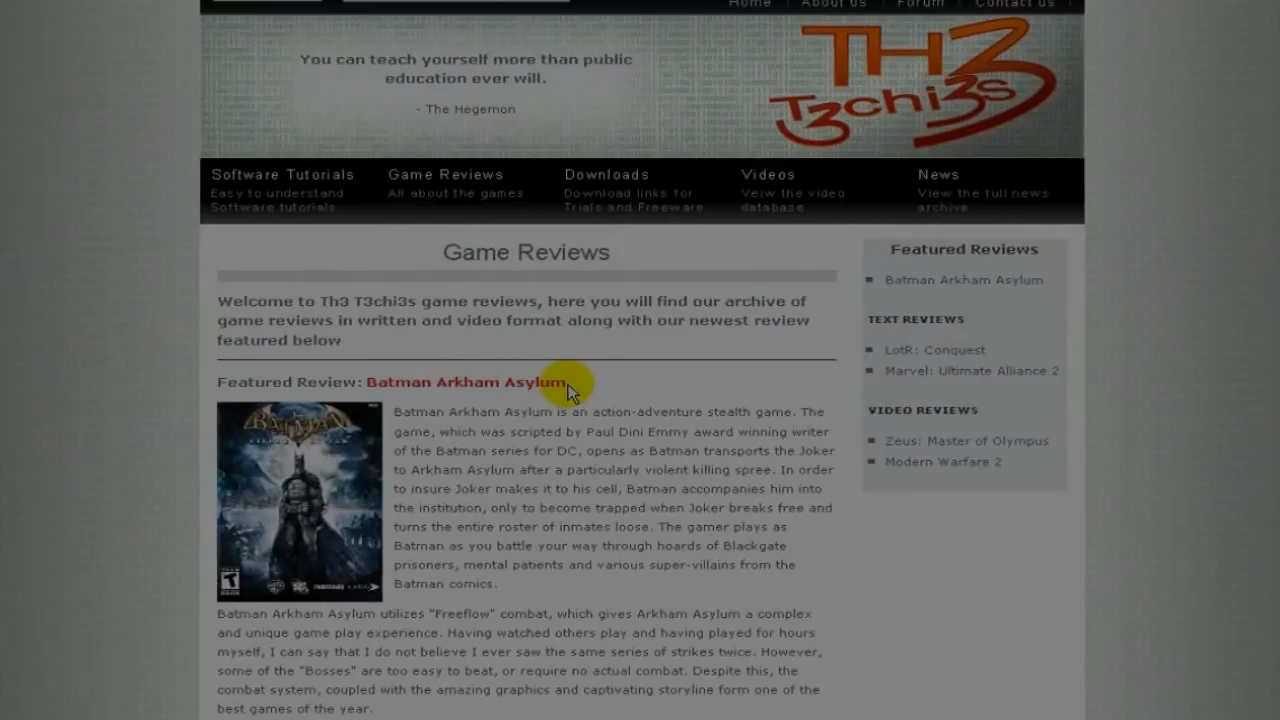 Home About us Forum Contact us
You can teach yourself more than public
education ever will.
- The Hegemon
TH3
T3chi3s
Software Tutorials Game Reviews Downloads Videos News
Easy to understand All about the games Download links for Veiw the video View the full news
Software tutorials Trials and Freeware database archive
Game Reviews
Welcome to Th3 T3chi3s game reviews, here you will find our archive of
game reviews in written and video format along with our newest review
featured below
Featured Review: Batman Arkham Asylum
BATMAN
ARKHAM ASYLUM
T
Batman Arkham Asylum is an action-adventure stealth game. The
game, which was scripted by Paul Dini Emmy award winning writer
of the Batman series for DC, opens as Batman transports the Joker
to Arkham Asylum after a particularly violent killing spree. In order
to insure Joker makes it to his cell, Batman accompanies him into
the institution, only to become trapped when Joker breaks free and
turns the entire roster of inmates loose. The gamer plays as
Batman as you battle your way through hoards of Blackgate
prisoners, mental patients and various super-villains from the
Batman comics.
Batman Arkham Asylum utilizes "Freeflow" combat, which gives Arkham Asylum a complex
and unique game play experience. Having watched others play and having played for hours
myself, I can say that I do not believe I ever saw the same series of strikes twice. However,
some of the "Bosses" are too easy to beat, or require no actual combat. Despite this, the
combat system, coupled with the amazing graphics and captivating storyline form one of the
best games of the year.
Featured Reviews
Batman Arkham Asylum
TEXT REVIEWS
LotR: Conquest
Marvel: Ultimate Alliance 2
VIDEO REVIEWS
Zeus: Master of Olympus
Modern Warfare 2